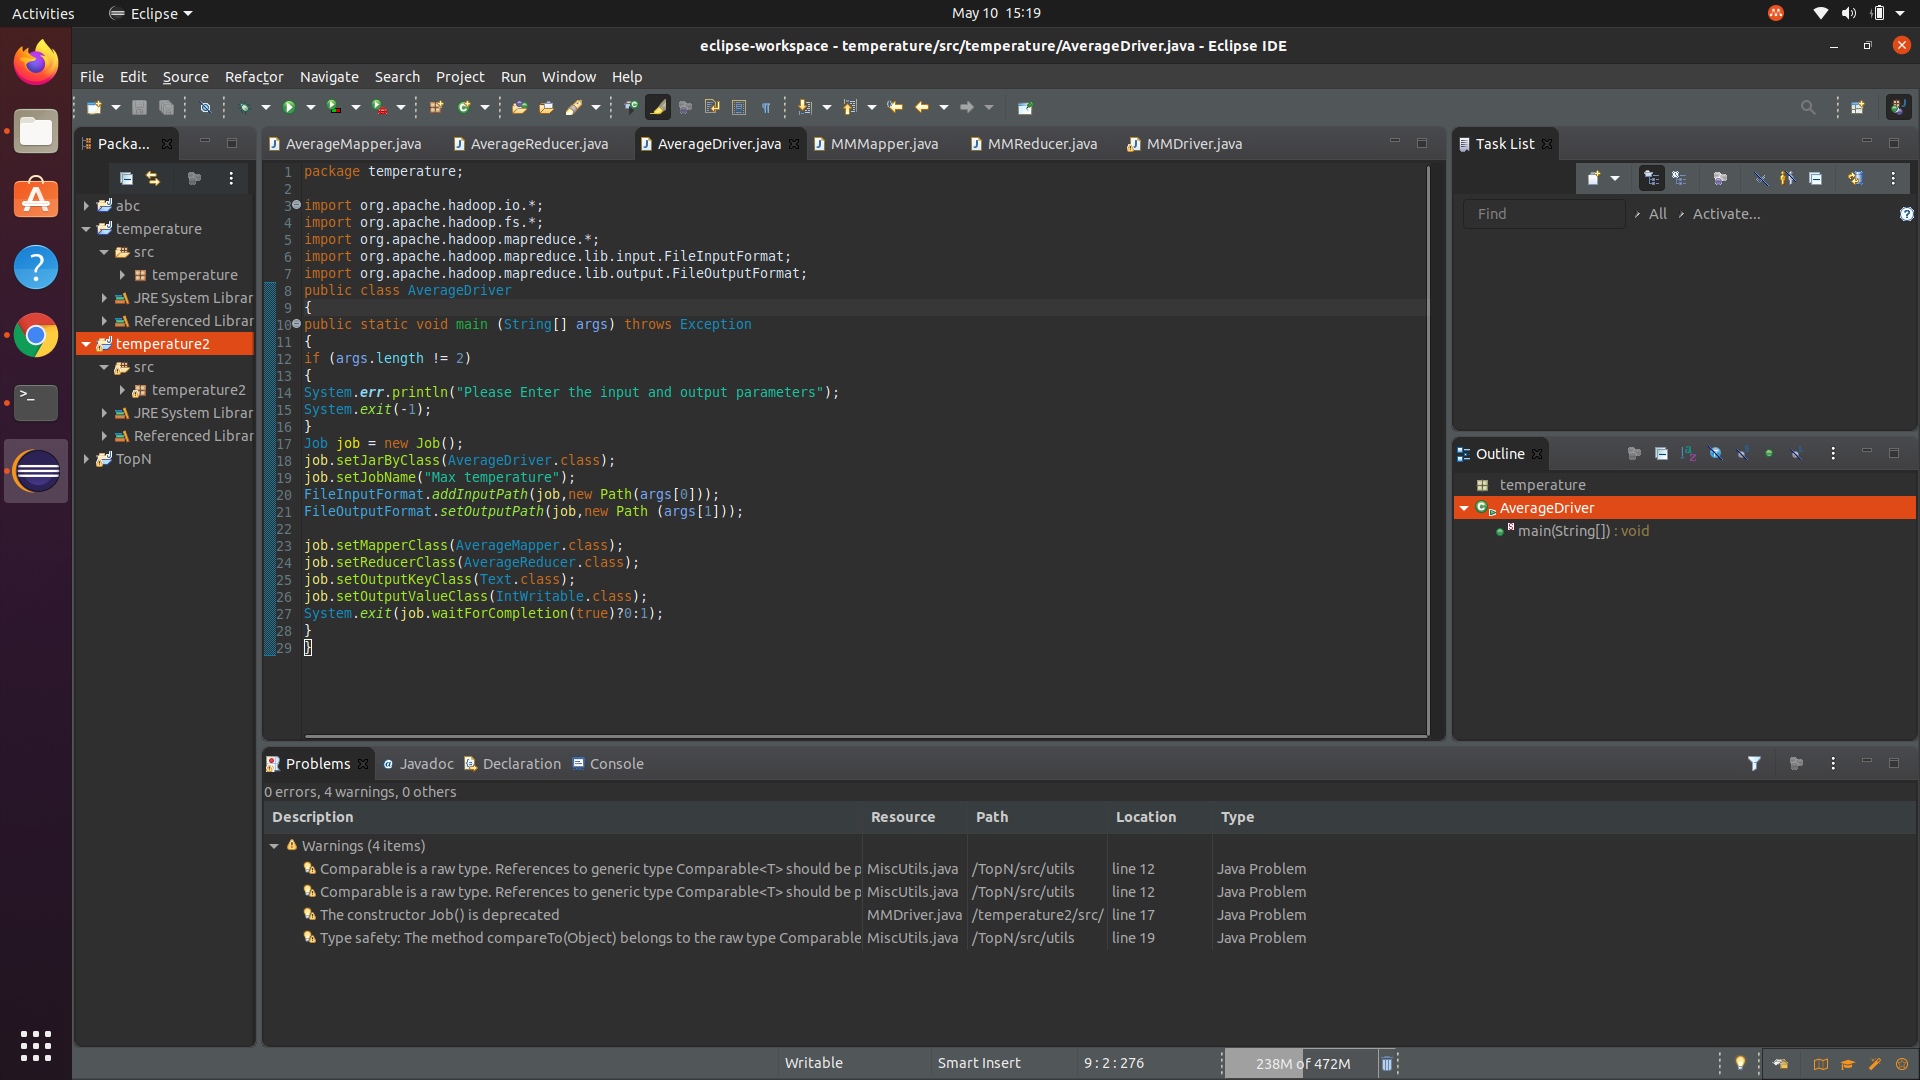 Activities
Eclipse
May 10 15:19
eclipse-workspace - temperature/src/temperature/AverageDriver.java - Eclipse IDE
File Edit Source Refactor Navigate Search Project Run Window Help
Packa...
abc
temperature
src
temperature
JRE System Librar
Referenced Librar
temperature2
src
temperature2
JRE System Librar
Referenced Librar
TopN
AverageMapper.java AverageReducer.java AverageDriver.java MMMapper.java MMReducer.java MMDriver.java
1 package temperature;
2
3 import org.apache.hadoop.io.*;
4 import org.apache.hadoop.fs.*;
5 import org.apache.hadoop.mapreduce.*;
6 import org.apache.hadoop.mapreduce.lib.input.FileInputFormat;
7 import org.apache.hadoop.mapreduce.lib.output.FileOutputFormat;
8 public class AverageDriver
9 {
10 public static void main (String[] args) throws Exception
11 {
12 if (args.length != 2)
13 {
14 System.err.println("Please Enter the input and output parameters");
15 System.exit(-1);
16 }
17 Job job = new Job();
18 job.setJarByClass(AverageDriver.class);
19 job.setJobName("Max temperature");
20 FileInputFormat.addInputPath(job,new Path(args[0]));
21 FileOutputFormat.setOutputPath(job,new Path (args[1]));
22
23 job.setMapperClass(AverageMapper.class);
24 job.setReducerClass(AverageReducer.class);
25 job.setOutputKeyClass(Text.class);
26 job.setOutputValueClass(IntWritable.class);
27 System.exit(job.waitForCompletion(true)?0:1);
28 }
29 }
Task List
Find
All
Activate...
Outline
temperature
AverageDriver
main(String[]) : void
Problems Javadoc Declaration Console
0 errors, 4 warnings, 0 others
Description Resource Path Location Type
Warnings (4 items)
Comparable is a raw type. References to generic type Comparable<T> should be p MiscUtils.java /TopN/src/utils line 12 Java Problem
Comparable is a raw type. References to generic type Comparable<T> should be p MiscUtils.java /TopN/src/utils line 12 Java Problem
The constructor Job() is deprecated MMDriver.java /temperature2/src/ line 17 Java Problem
Type safety: The method compareTo(Object) belongs to the raw type Comparable MiscUtils.java /TopN/src/utils line 19 Java Problem
Writable
Smart Insert
9 : 2 : 276
238M of 472M